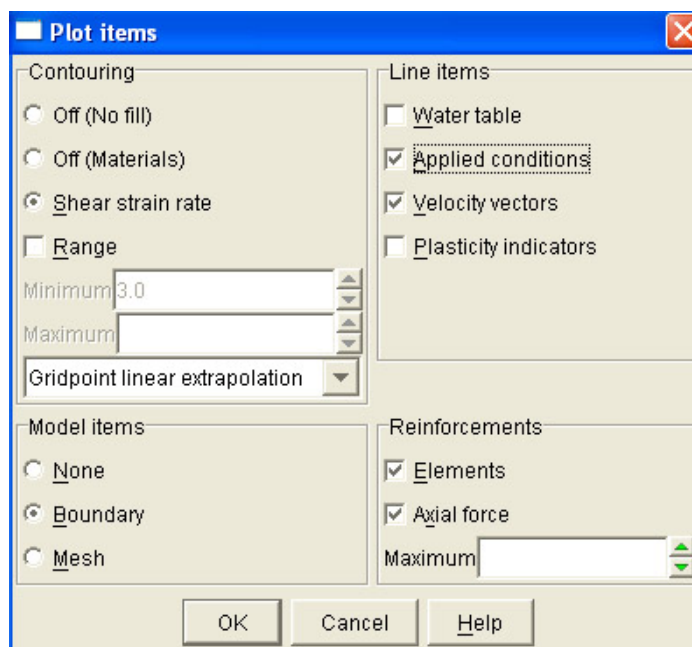 Plot items
Contouring
Off (No fill)
Off (Materials)
Shear strain rate
Range
Minimum 3.0
Maximum
Gridpoint linear extrapolation
Line items
Water table
Applied conditions
Velocity vectors
Plasticity indicators
Model items
None
Boundary
Mesh
Reinforcements
Elements
Axial force
Maximum
OK
Cancel
Help